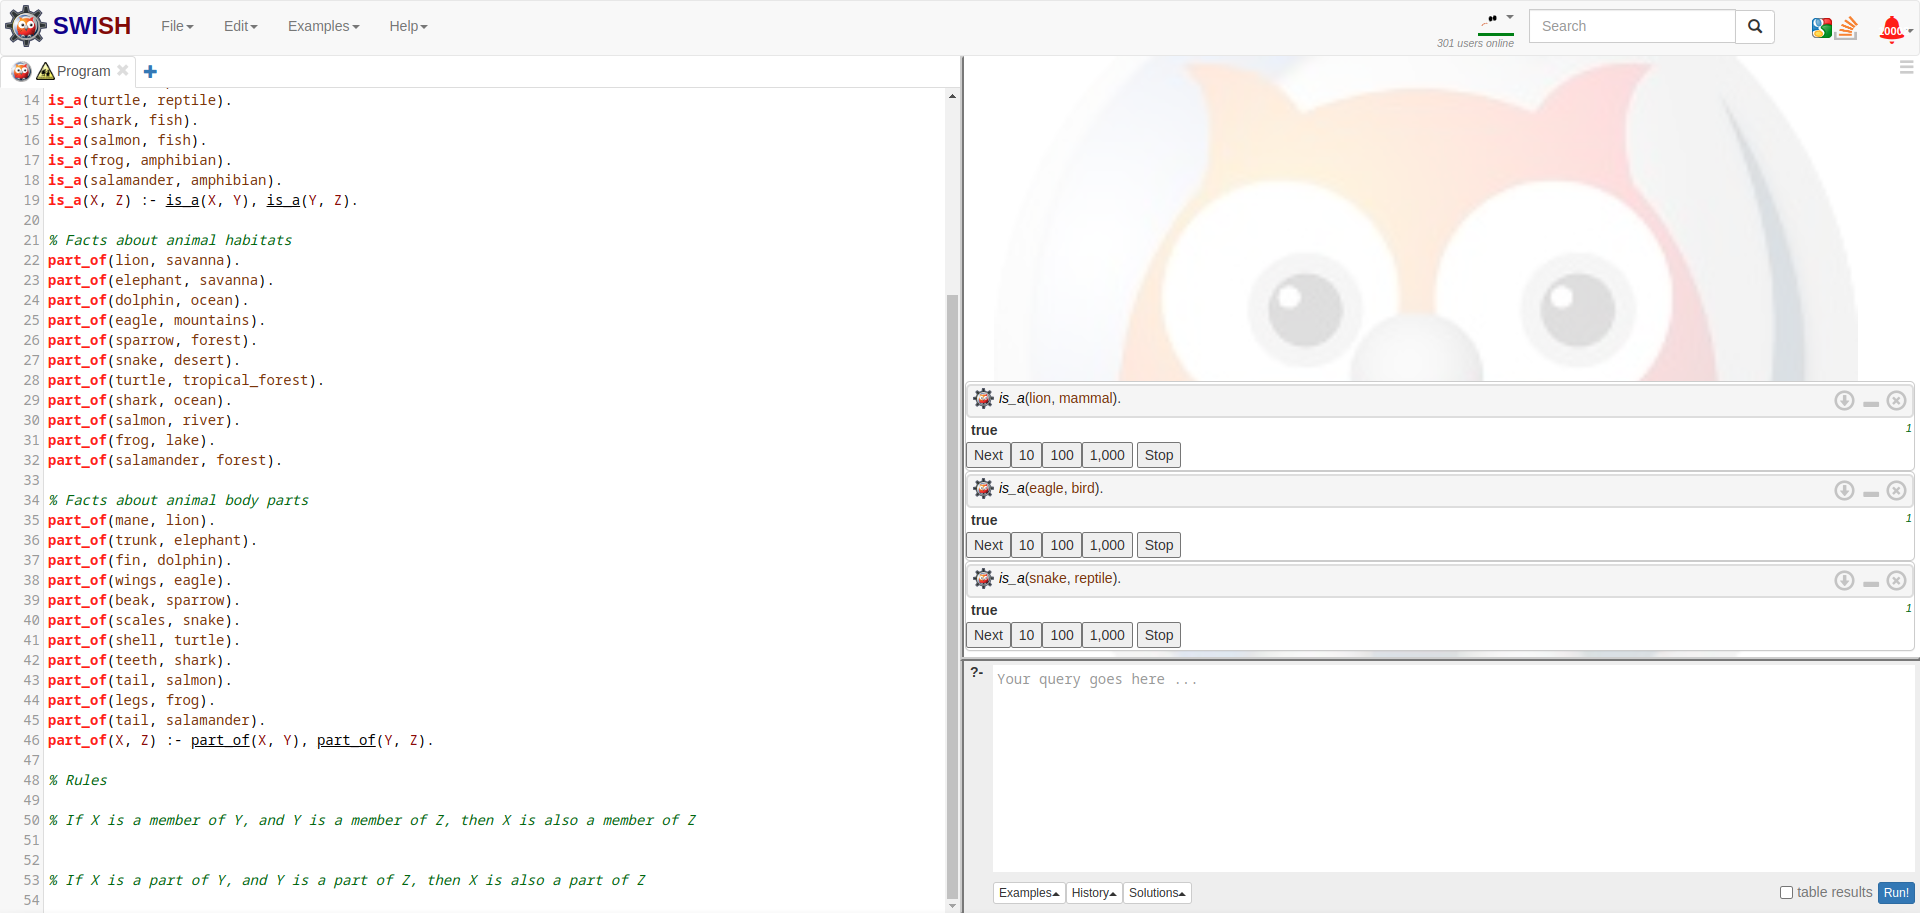 SWISH File Edit Examples Help
301 users online
Search
2000
Program
14 is_a(turtle, reptile).
15 is_a(shark, fish).
16 is_a(salmon, fish).
17 is_a(frog, amphibian).
18 is_a(salamander, amphibian).
19 is_a(X, Z) :- is_a(X, Y), is_a(Y, Z).
20
21 % Facts about animal habitats
22 part_of(lion, savanna).
23 part_of(elephant, savanna).
24 part_of(dolphin, ocean).
25 part_of(eagle, mountains).
26 part_of(sparrow, forest).
27 part_of(snake, desert).
28 part_of(turtle, tropical_forest).
29 part_of(shark, ocean).
30 part_of(salmon, river).
31 part_of(frog, lake).
32 part_of(salamander, forest).
33
34 % Facts about animal body parts
35 part_of(mane, lion).
36 part_of(trunk, elephant).
37 part_of(fin, dolphin).
38 part_of(wings, eagle).
39 part_of(beak, sparrow).
40 part_of(scales, snake).
41 part_of(shell, turtle).
42 part_of(teeth, shark).
43 part_of(tail, salmon).
44 part_of(legs, frog).
45 part_of(tail, salamander).
46 part_of(X, Z) :- part_of(X, Y), part_of(Y, Z).
47
48 % Rules
49
50 % If X is a member of Y, and Y is a member of Z, then X is also a member of Z
51
52
53 % If X is a part of Y, and Y is a part of Z, then X is also a part of Z
54
is_a(lion, mammal).
true 1
Next 10 100 1,000 Stop
is_a(eagle, bird).
true 1
Next 10 100 1,000 Stop
is_a(snake, reptile).
true 1
Next 10 100 1,000 Stop
?- Your query goes here ...
Examples History Solutions table results Run!